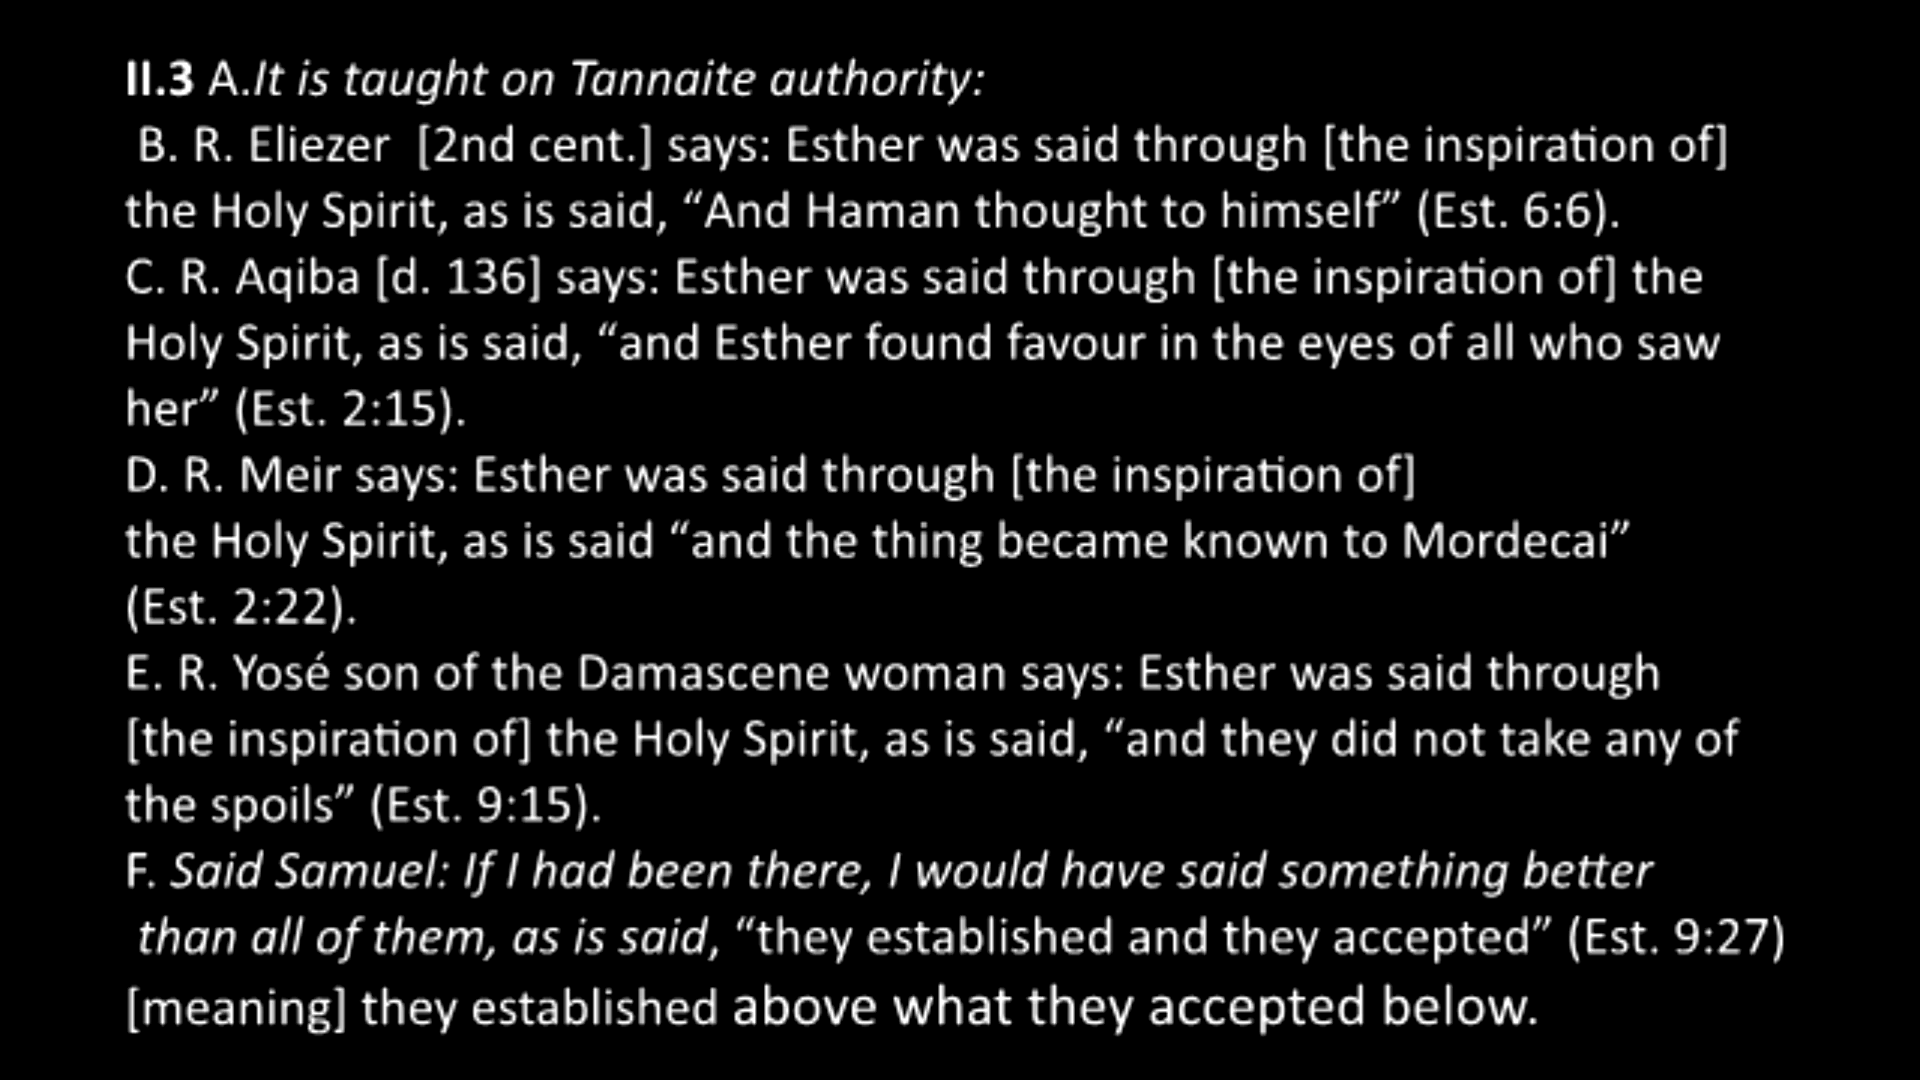 II.3 A.It is taught on Tannaite authority:
B. R. Eliezer [2nd cent.] says: Esther was said through [the inspiration of]
the Holy Spirit, as is said, “And Haman thought to himself” (Est. 6:6).
C. R. Aqiba [d. 136] says: Esther was said through [the inspiration of] the
Holy Spirit, as is said, “and Esther found favour in the eyes of all who saw
her” (Est. 2:15).
D. R. Meir says: Esther was said through [the inspiration of]
the Holy Spirit, as is said “and the thing became known to Mordecai”
(Est. 2:22).
E. R. Yosé son of the Damascene woman says: Esther was said through
[the inspiration of] the Holy Spirit, as is said, “and they did not take any of
the spoils” (Est. 9:15).
F. Said Samuel: If I had been there, I would have said something better
than all of them, as is said, “they established and they accepted” (Est. 9:27)
[meaning] they established above what they accepted below.